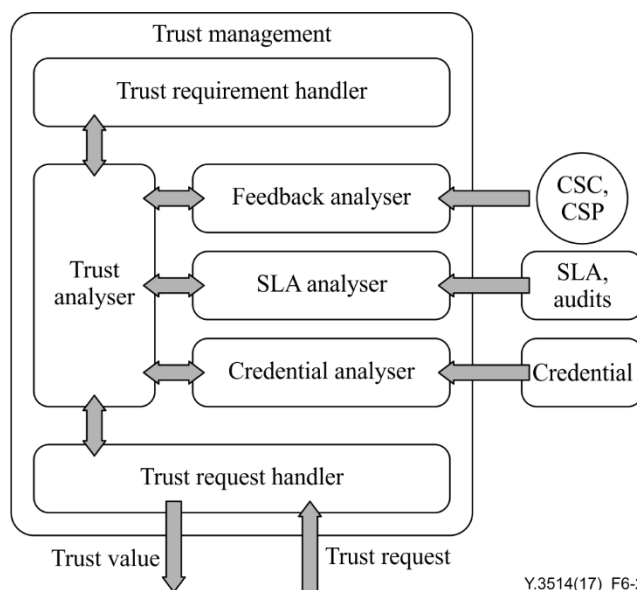 Trust management
Trust requirement handler
Feedback analyser
CSC,
CSP
Trust
analyser
SLA analyser
SLA,
audits
Credential analyser
Credential
Trust request handler
Trust value
Trust request
Y.3514(17)_F6-